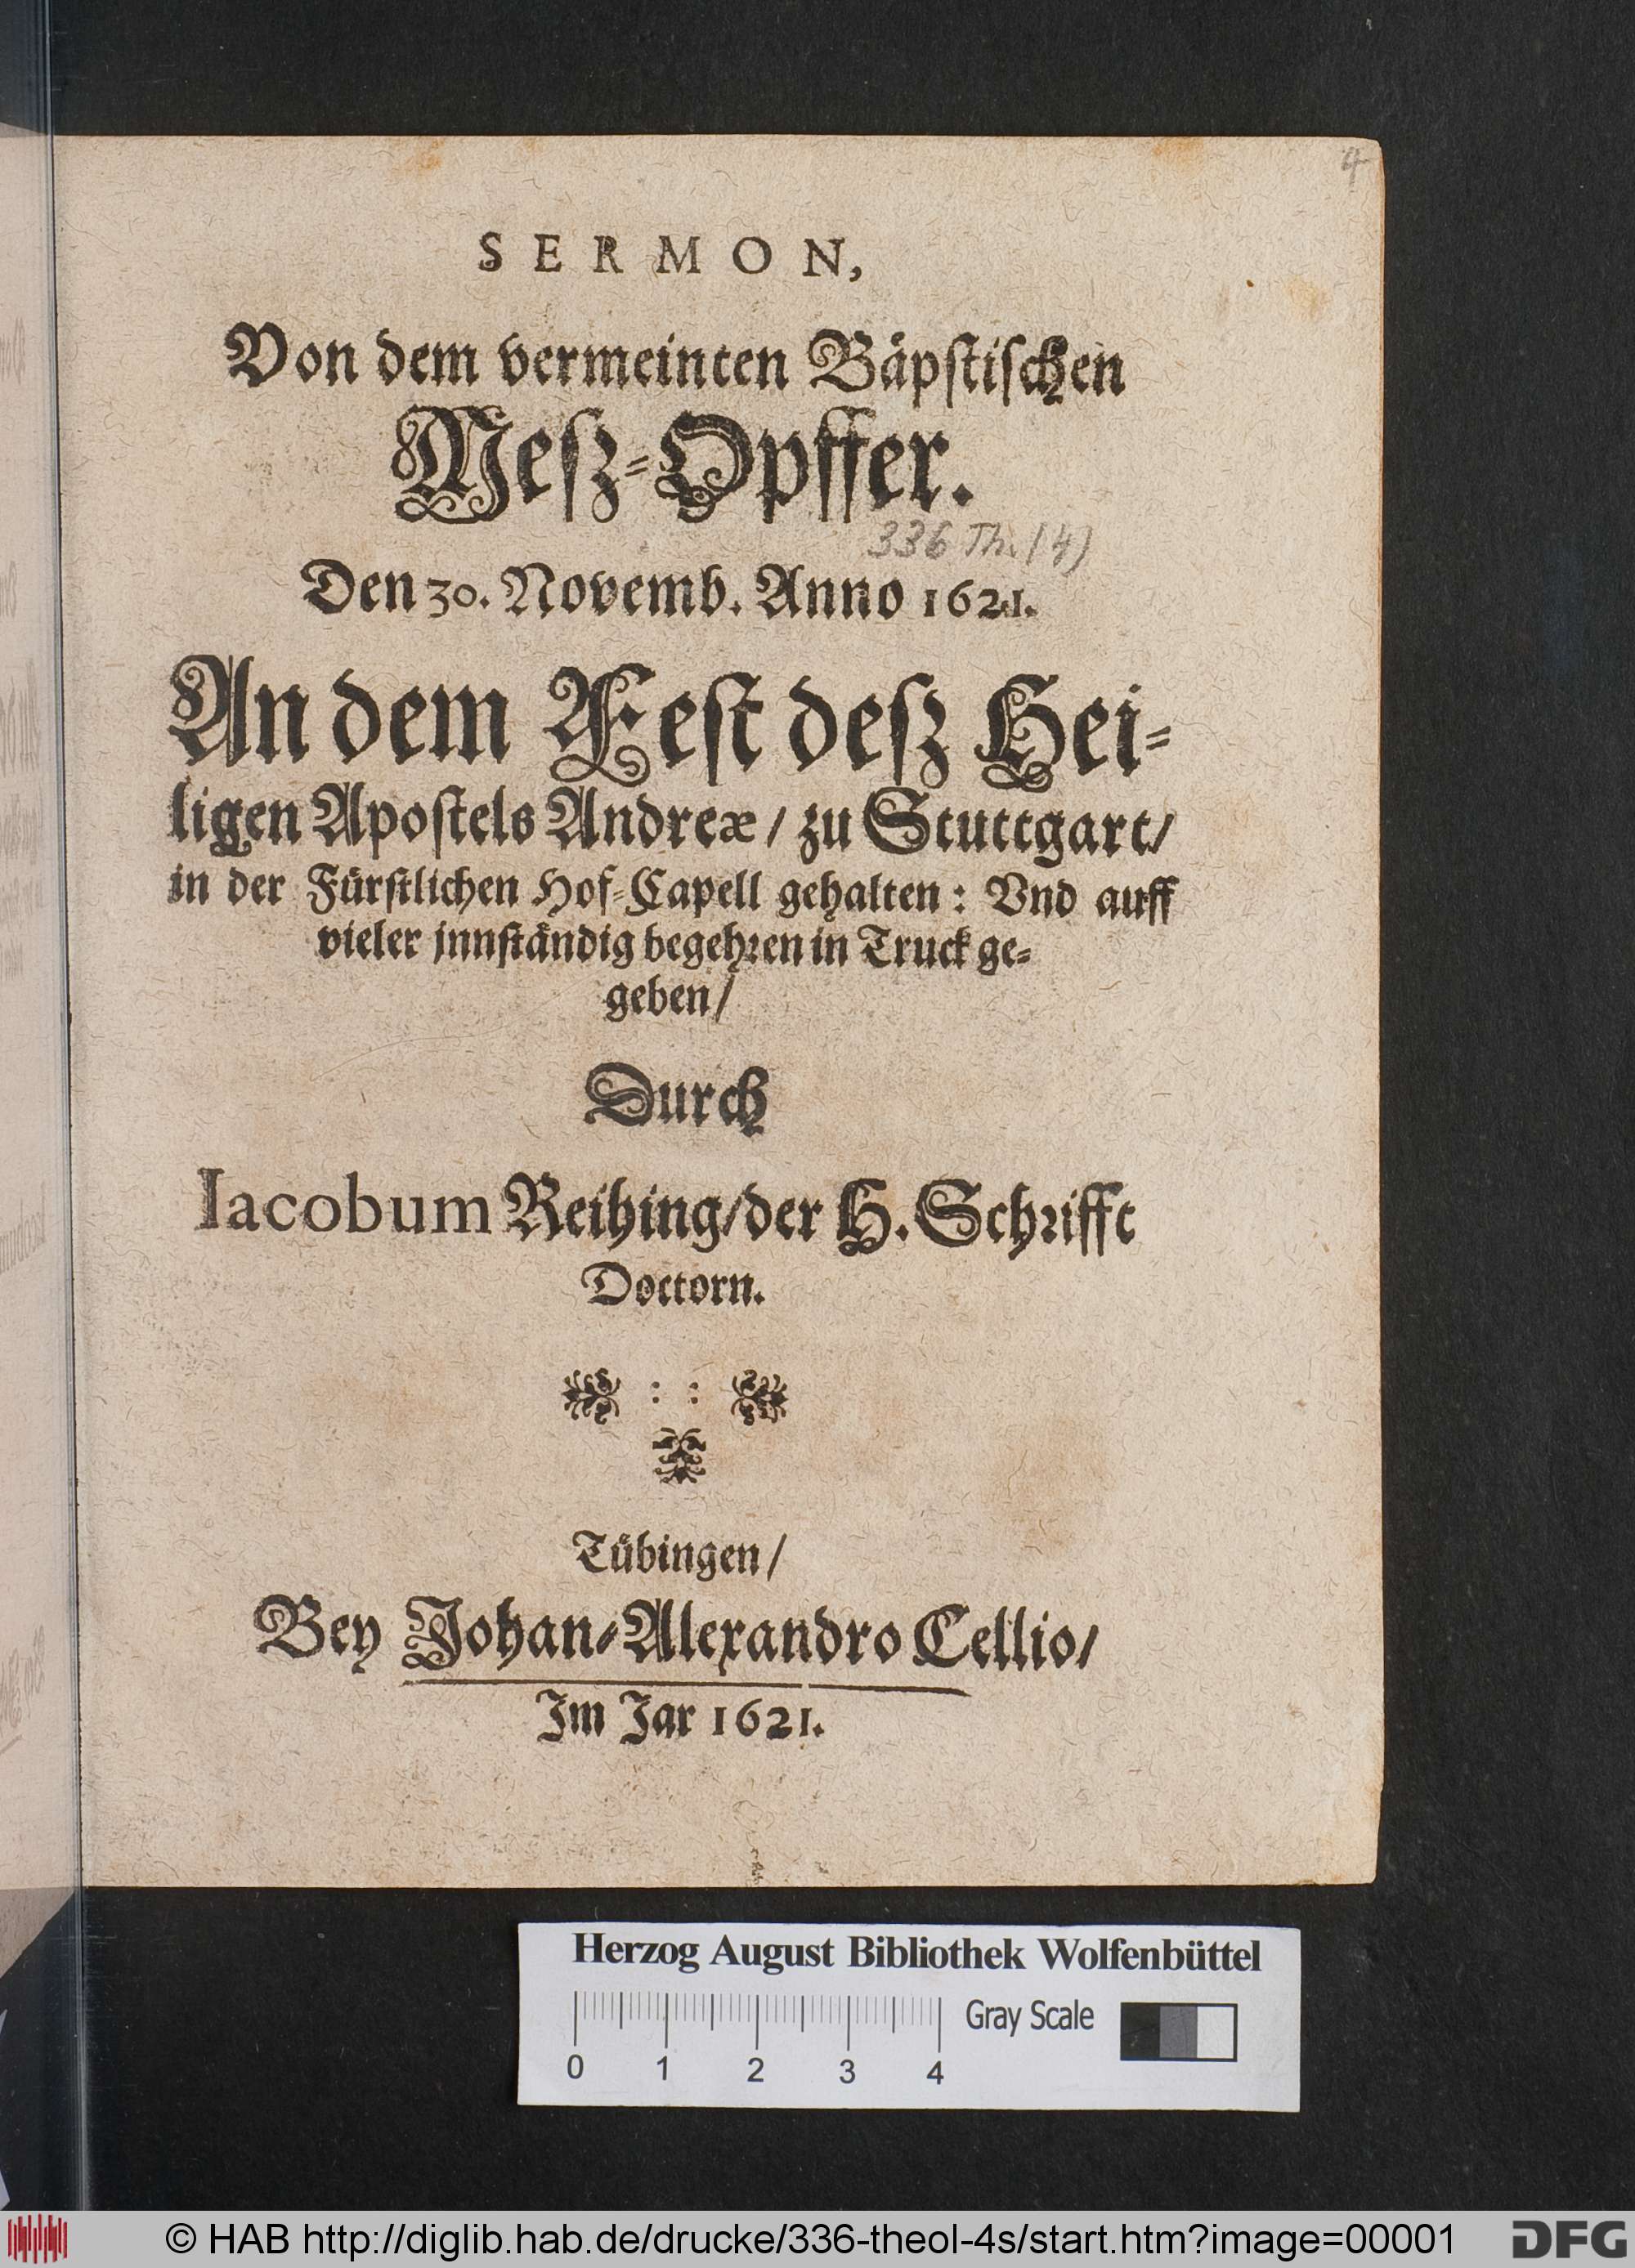 4
SERMON,
Von dem vermeinten Bäpstischen
Meß-Opffer.
336 Th. (4)
Den 30. Novemb. Anno 1621.
An dem Fest deß Hei-
ligen Apostels Andreæ/ zu Stuttgart/
in der Fürstlichen Hof-Capell gehalten: Vnd auff
vieler jnnständig begehren in Truck ge-
geben/
Durch
Iacobum Reihing/ der H. Schrifft
Doctorn.
Tübingen/
Bey Johan-Alexandro Cellio/
Im Jar 1621.
Herzog August Bibliothek Wolfenbüttel
Gray Scale
0 1 2 3 4
© HAB http://diglib.hab.de/drucke/336-theol-4s/start.htm?image=00001
DFG